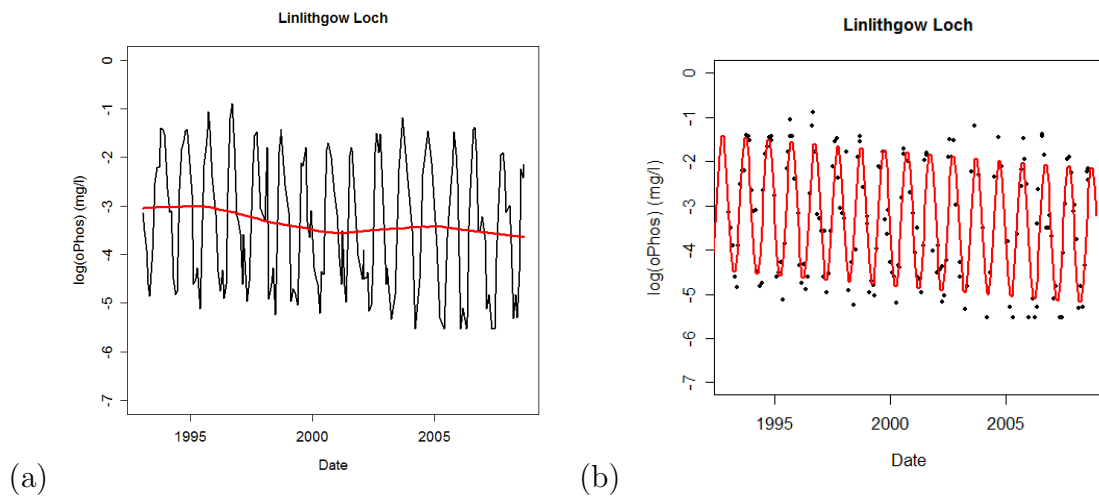 Linlithgow Loch
log(oPhos) (mg/l)
0
-1
-2
-3
-4
-5
-6
-7
1995 2000 2005
Date
(a)
Linlithgow Loch
log(oPhos) (mg/l)
0
-1
-2
-3
-4
-5
-6
-7
1995 2000 2005
Date
(b)